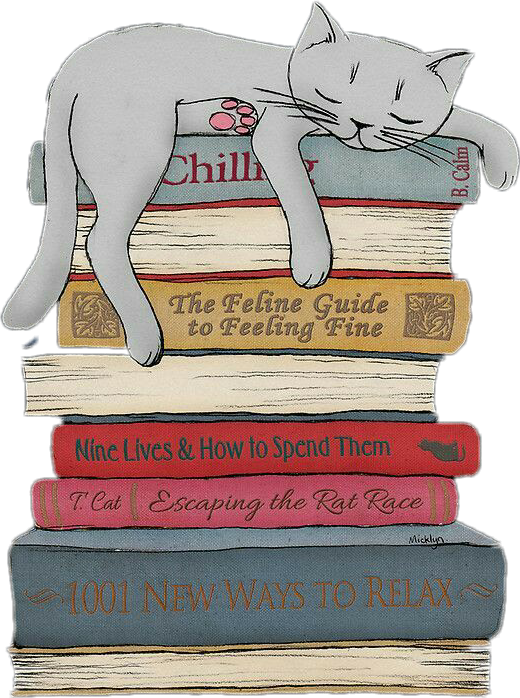 Chilling
B. Calm
The Feline Guide
to Feeling Fine
Nine Lives & How to Spend Them
T. Cat Escaping the Rat Race
Micklyn
1001 New Ways to Relax